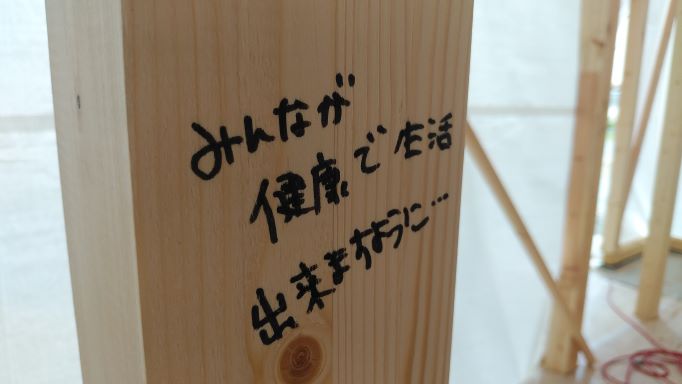 みんなが
健康で生活
出来ますように…